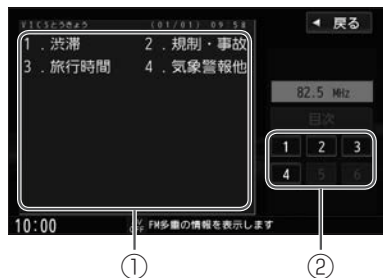 VICSとうきょう (01/01) 09:58
戻る
1．渋滞 2．規制・事故
3．旅行時間 4．気象警報他
82.5 MHz
目次
1 2 3
4 5 6
10:00 FM多重の情報を表示します
① ②